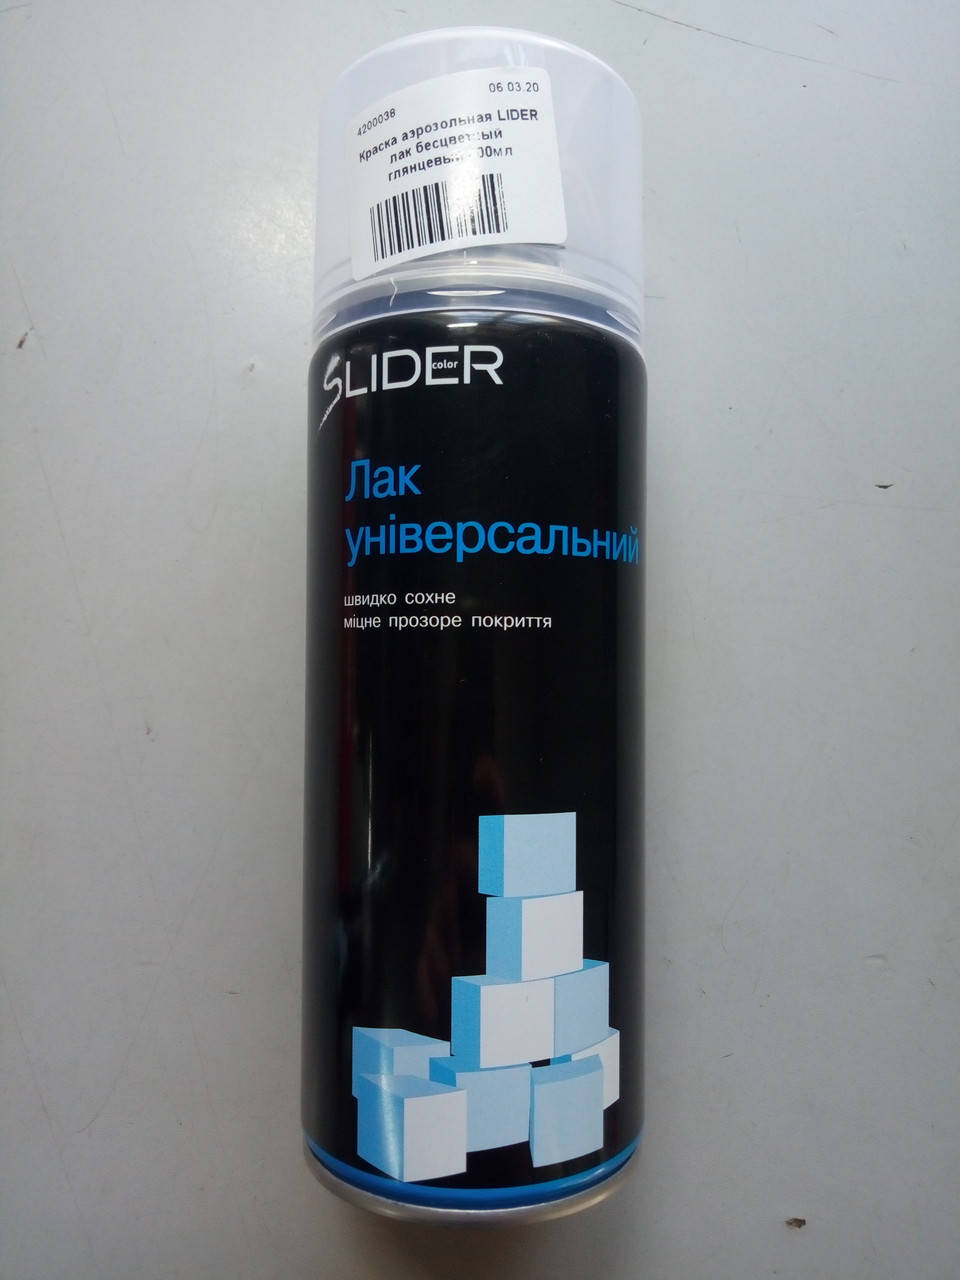 06.03.20
4200038
Краска аэрозольная LIDER
лак бесцветный
глянцевый
SLIDER
color
Лак
універсальний
швидко сохне
міцне прозоре покриття